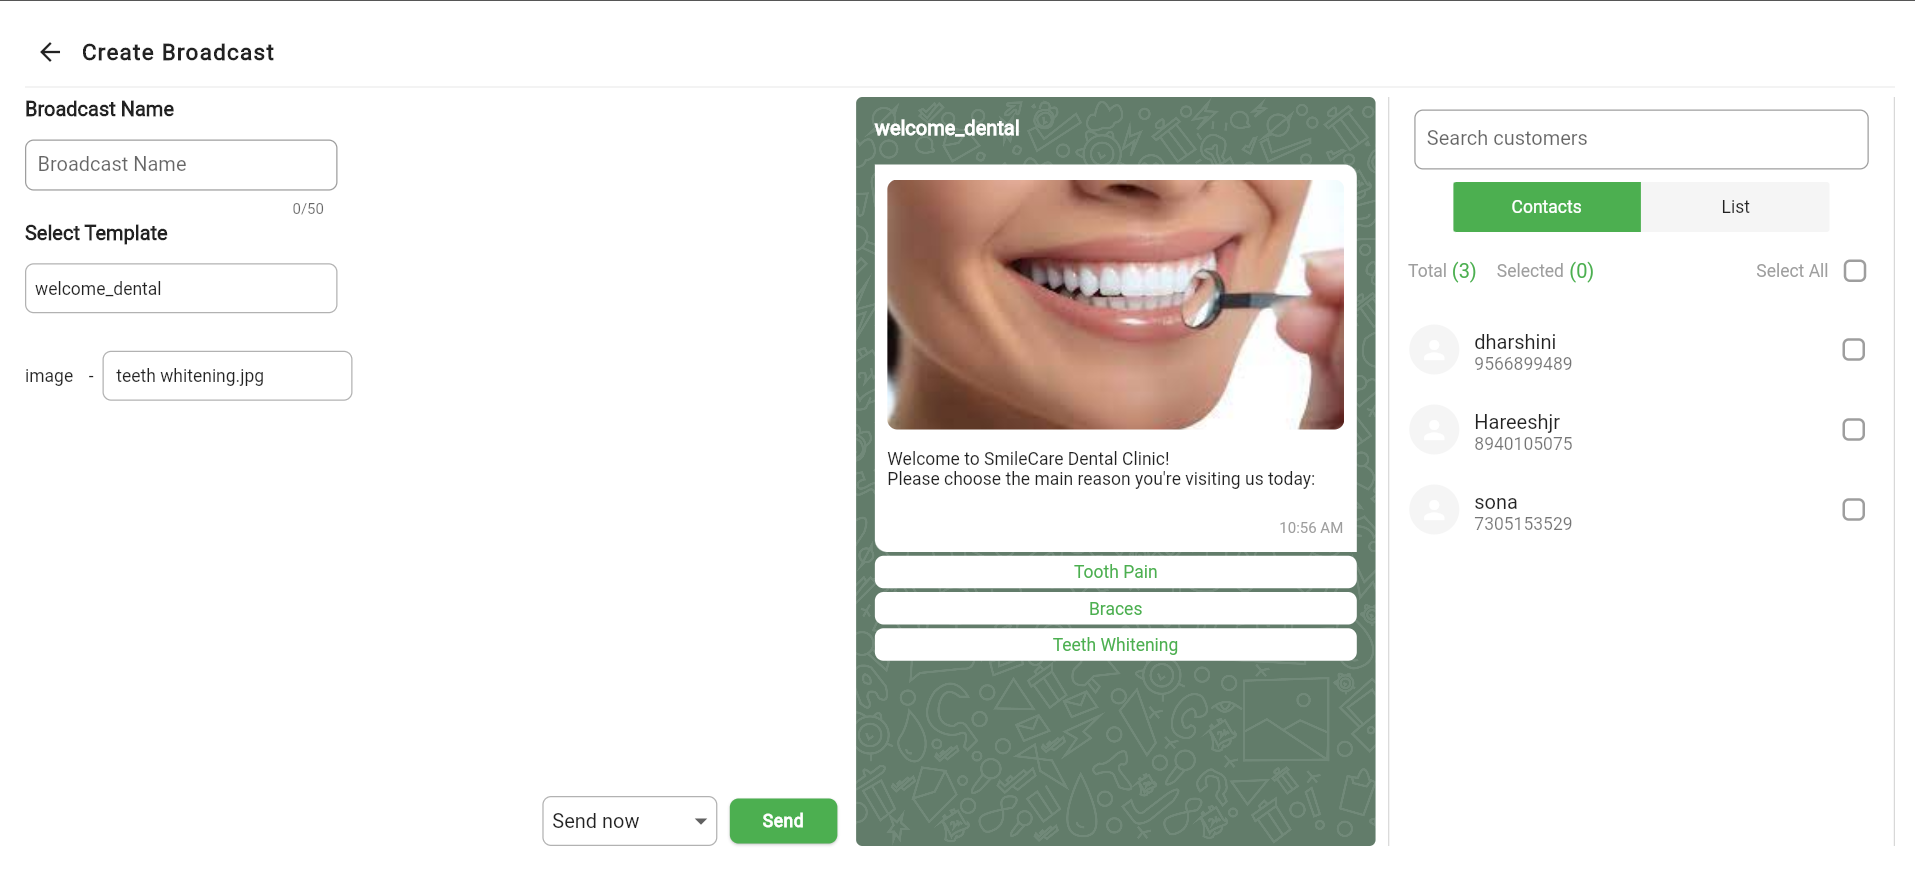 Create Broadcast
Broadcast Name
Broadcast Name
0/50
Select Template
welcome_dental
image - teeth whitening.jpg
Send now
Send
welcome_dental
Welcome to SmileCare Dental Clinic!
Please choose the main reason you're visiting us today:
10:56 AM
Tooth Pain
Braces
Teeth Whitening
Search customers
Contacts List
Total (3) Selected (0) Select All
dharshini
9566899489
Hareeshjr
8940105075
sona
7305153529